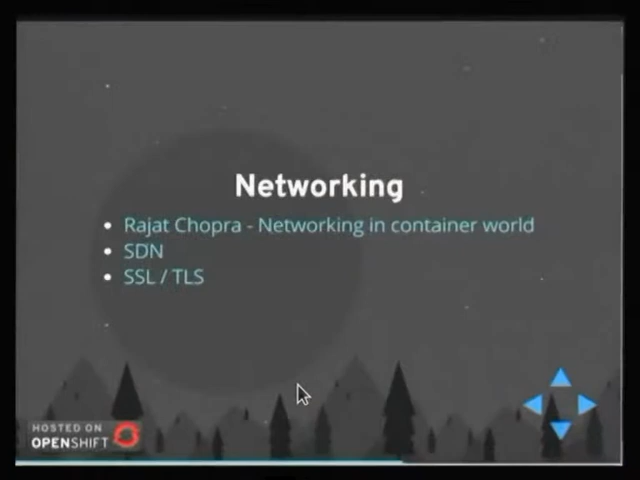 Networking
Rajat Chopra - Networking in container world
SDN
SSL / TLS
HOSTED ON
OPENSHIFT